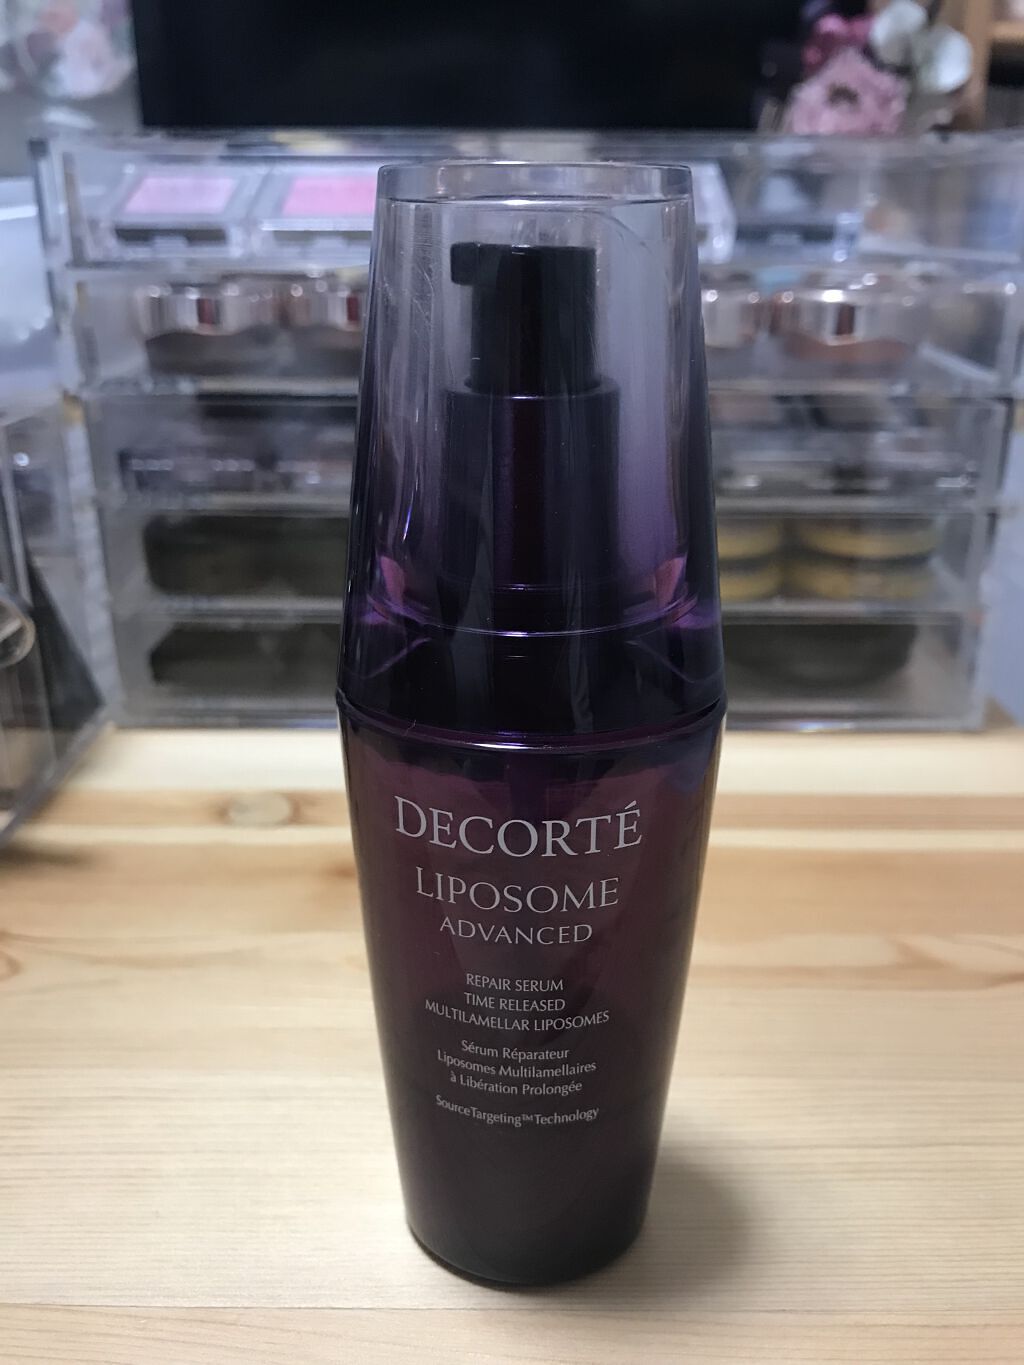 DECORTÉ
LIPOSOME
ADVANCED
REPAIR SERUM
TIME RELEASED
MULTILAMELLAR LIPOSOMES
Sérum Réparateur
Liposomes Multilamellaires
à Libération Prolongée
SourceTargeting™Technology